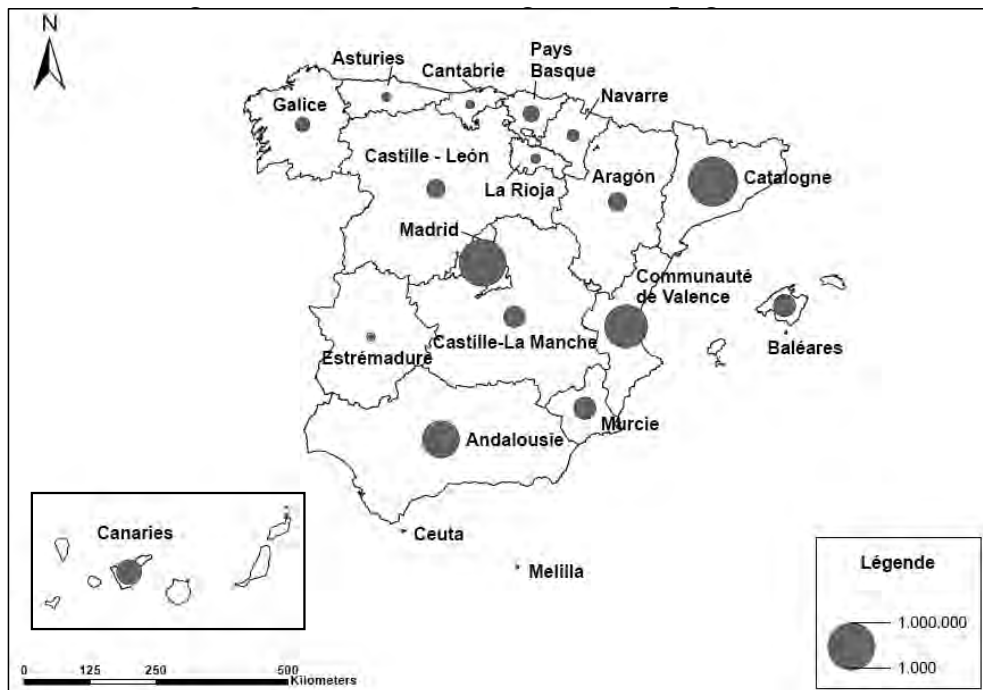 N
Asturies
Cantabrie
Pays
Basque
Navarre
Galice
Castille - León
La Rioja
Aragón
Catalogne
Madrid
Communauté
de Valence
Estrémadure
Castille-La Manche
Baléares
Murcie
Andalousie
Canaries
Ceuta
Melilla
Légende
1.000.000
1.000
0 125 250 500
Kiliometers